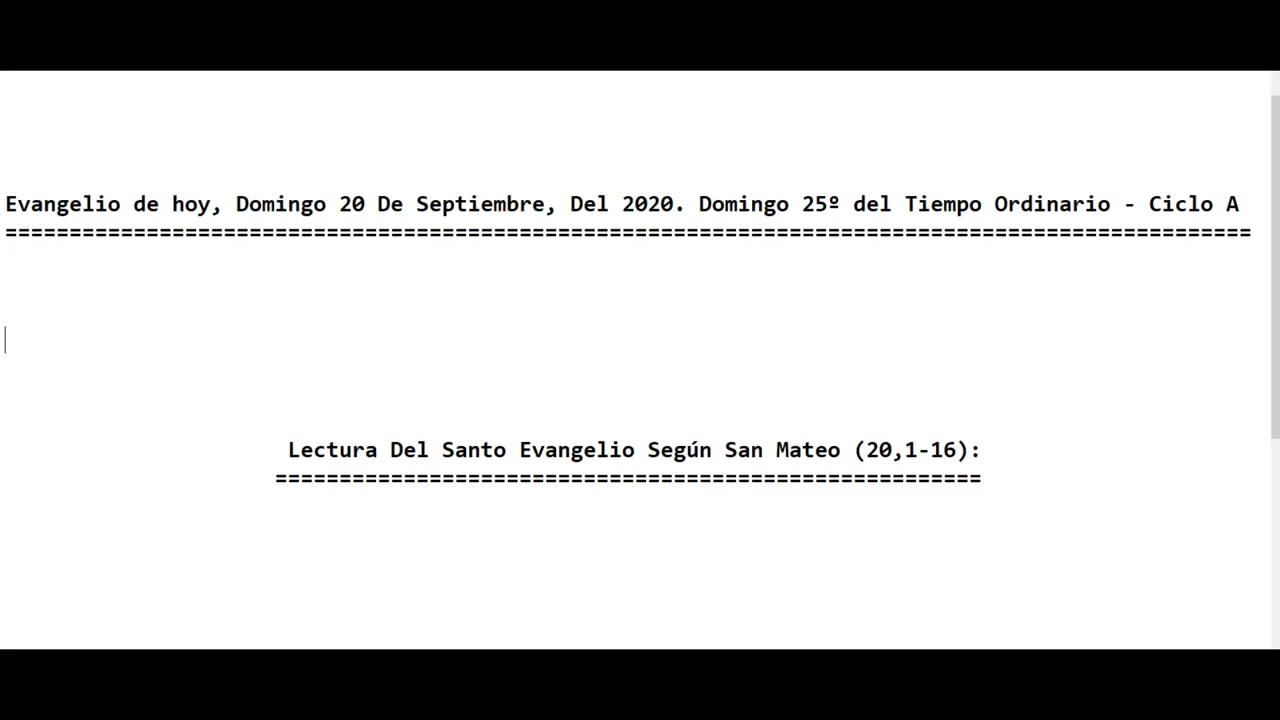 Evangelio de hoy, Domingo 20 De Septiembre, Del 2020. Domingo 25º del Tiempo Ordinario - Ciclo A
=================================================================================================
Lectura Del Santo Evangelio Según San Mateo (20,1-16):
=======================================================